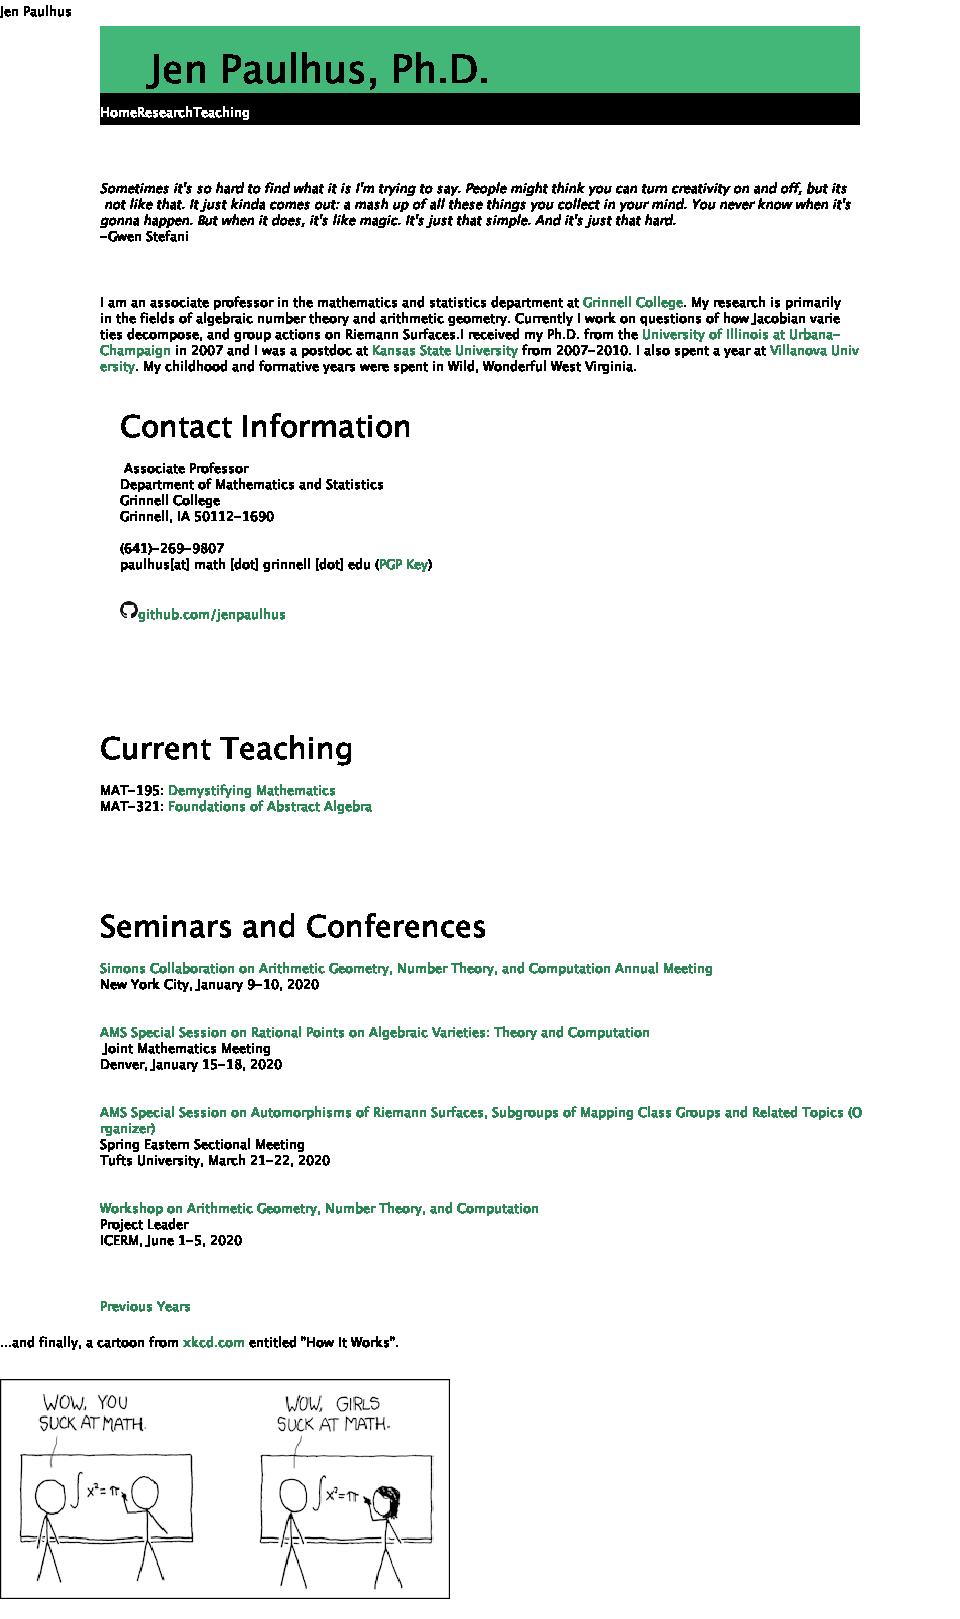 Jen Paulhus
Jen Paulhus, Ph.D.
HomeResearchTeaching
Sometimes it's so hard to find what it is I'm trying to say. People might think you can turn creativity on and off, but its
not like that. It just kinda comes out: a mash up of all these things you collect in your mind. You never know when it's
gonna happen. But when it does, it's like magic. It's just that simple. And it's just that hard.
-Gwen Stefani
I am an associate professor in the mathematics and statistics department at Grinnell College. My research is primarily
in the fields of algebraic number theory and arithmetic geometry. Currently I work on questions of how Jacobian varie
ties decompose, and group actions on Riemann Surfaces.I received my Ph.D. from the University of Illinois at Urbana-
Champaign in 2007 and I was a postdoc at Kansas State University from 2007-2010. I also spent a year at Villanova Univ
ersity. My childhood and formative years were spent in Wild, Wonderful West Virginia.
Contact Information
Associate Professor
Department of Mathematics and Statistics
Grinnell College
Grinnell, IA 50112-1690
(641)-269-9807
paulhus[at] math [dot] grinnell [dot] edu (PGP Key)
github.com/jenpaulhus
Current Teaching
MAT-195: Demystifying Mathematics
MAT-321: Foundations of Abstract Algebra
Seminars and Conferences
Simons Collaboration on Arithmetic Geometry, Number Theory, and Computation Annual Meeting
New York City, January 9-10, 2020
AMS Special Session on Rational Points on Algebraic Varieties: Theory and Computation
Joint Mathematics Meeting
Denver, January 15-18, 2020
AMS Special Session on Automorphisms of Riemann Surfaces, Subgroups of Mapping Class Groups and Related Topics (O
rganizer)
Spring Eastern Sectional Meeting
Tufts University, March 21-22, 2020
Workshop on Arithmetic Geometry, Number Theory, and Computation
Project Leader
ICERM, June 1-5, 2020
Previous Years
...and finally, a cartoon from xkcd.com entitled "How It Works".
WOW, YOU
SUCK AT MATH.
∫x²=π
WOW, GIRLS
SUCK AT MATH.
∫x²=π